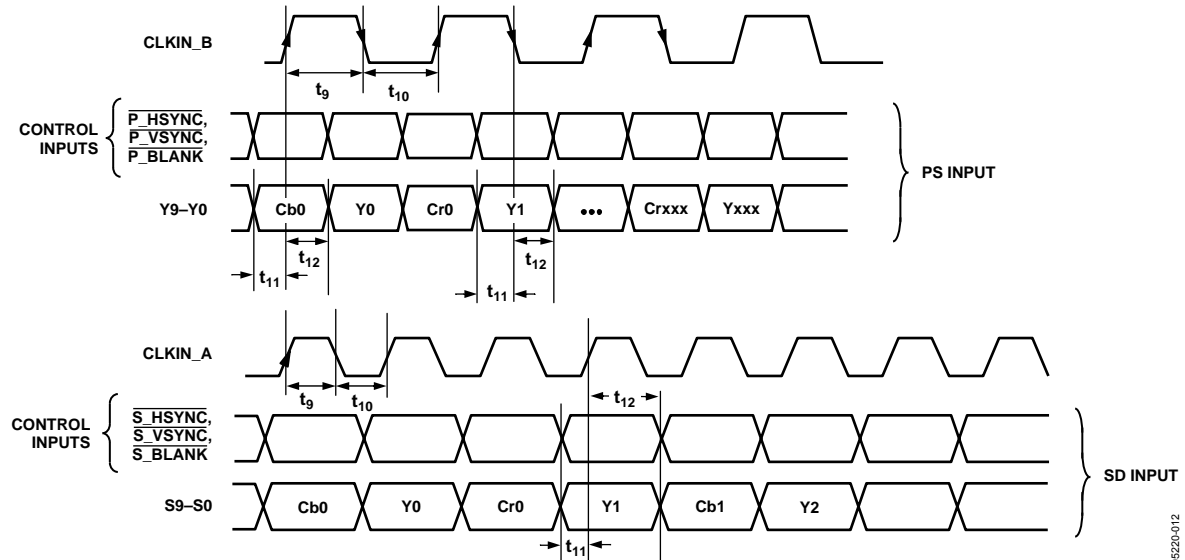 CLKIN_B
t9
t10
CONTROL INPUTS
P_HSYNC,
P_VSYNC,
P_BLANK
PS INPUT
Y9–Y0
Cb0
Y0
Cr0
Y1
•••
Crxxx
Yxxx
t12
t12
t11
t11
CLKIN_A
t9
t10
t12
CONTROL INPUTS
S_HSYNC,
S_VSYNC,
S_BLANK
SD INPUT
S9–S0
Cb0
Y0
Cr0
Y1
Cb1
Y2
t11
05220-012